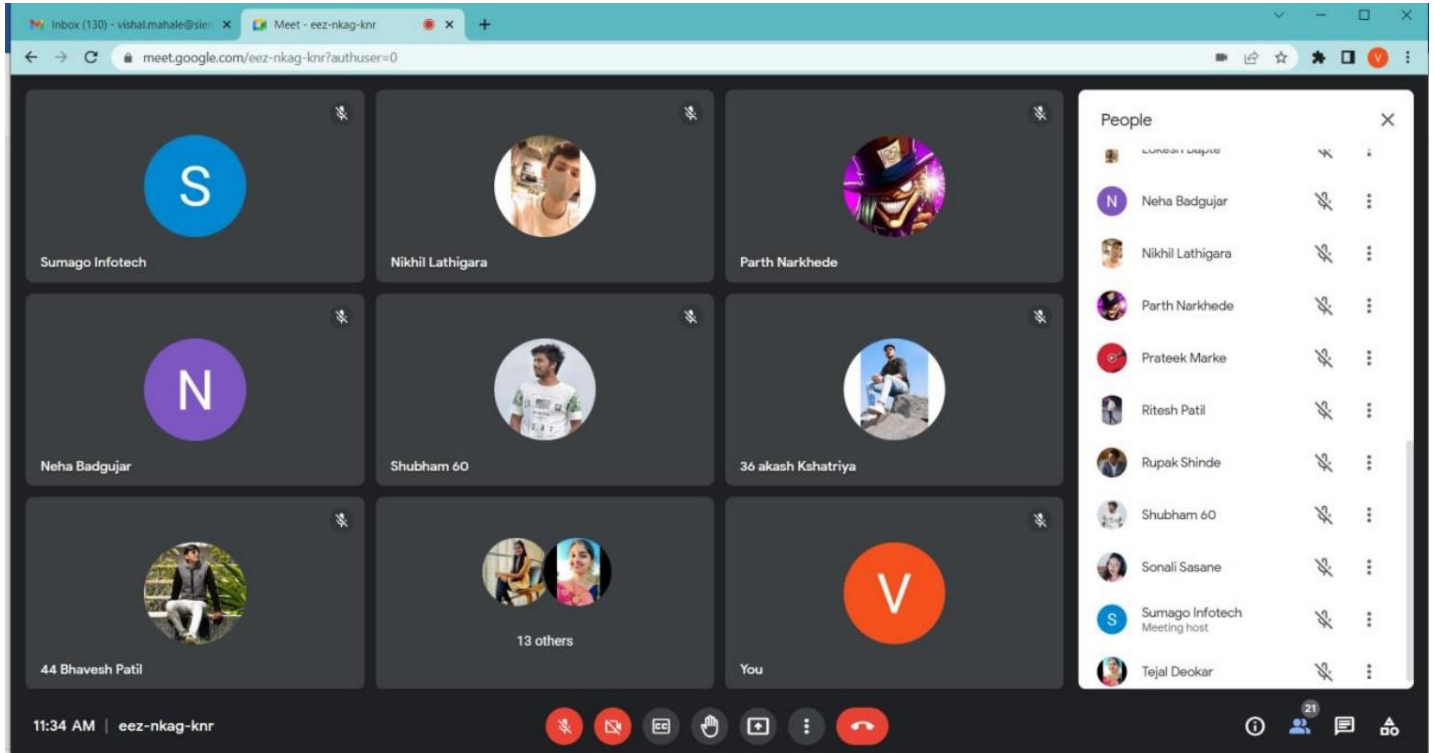 Inbox (130) - vishal.mahale@sier
Meet - eez-nkag-knr
meet.google.com/eez-nkag-knr?authuser=0
V
S
Sumago Infotech
Nikhil Lathigara
Parth Narkhede
N
Neha Badgujar
Shubham 60
36 akash Kshatriya
44 Bhavesh Patil
13 others
V
You
People
N Neha Badgujar
Nikhil Lathigara
Parth Narkhede
Prateek Marke
Ritesh Patil
Rupak Shinde
Shubham 60
Sonali Sasane
S Sumago Infotech
Meeting host
Tejal Deokar
11:34 AM | eez-nkag-knr
CC
21